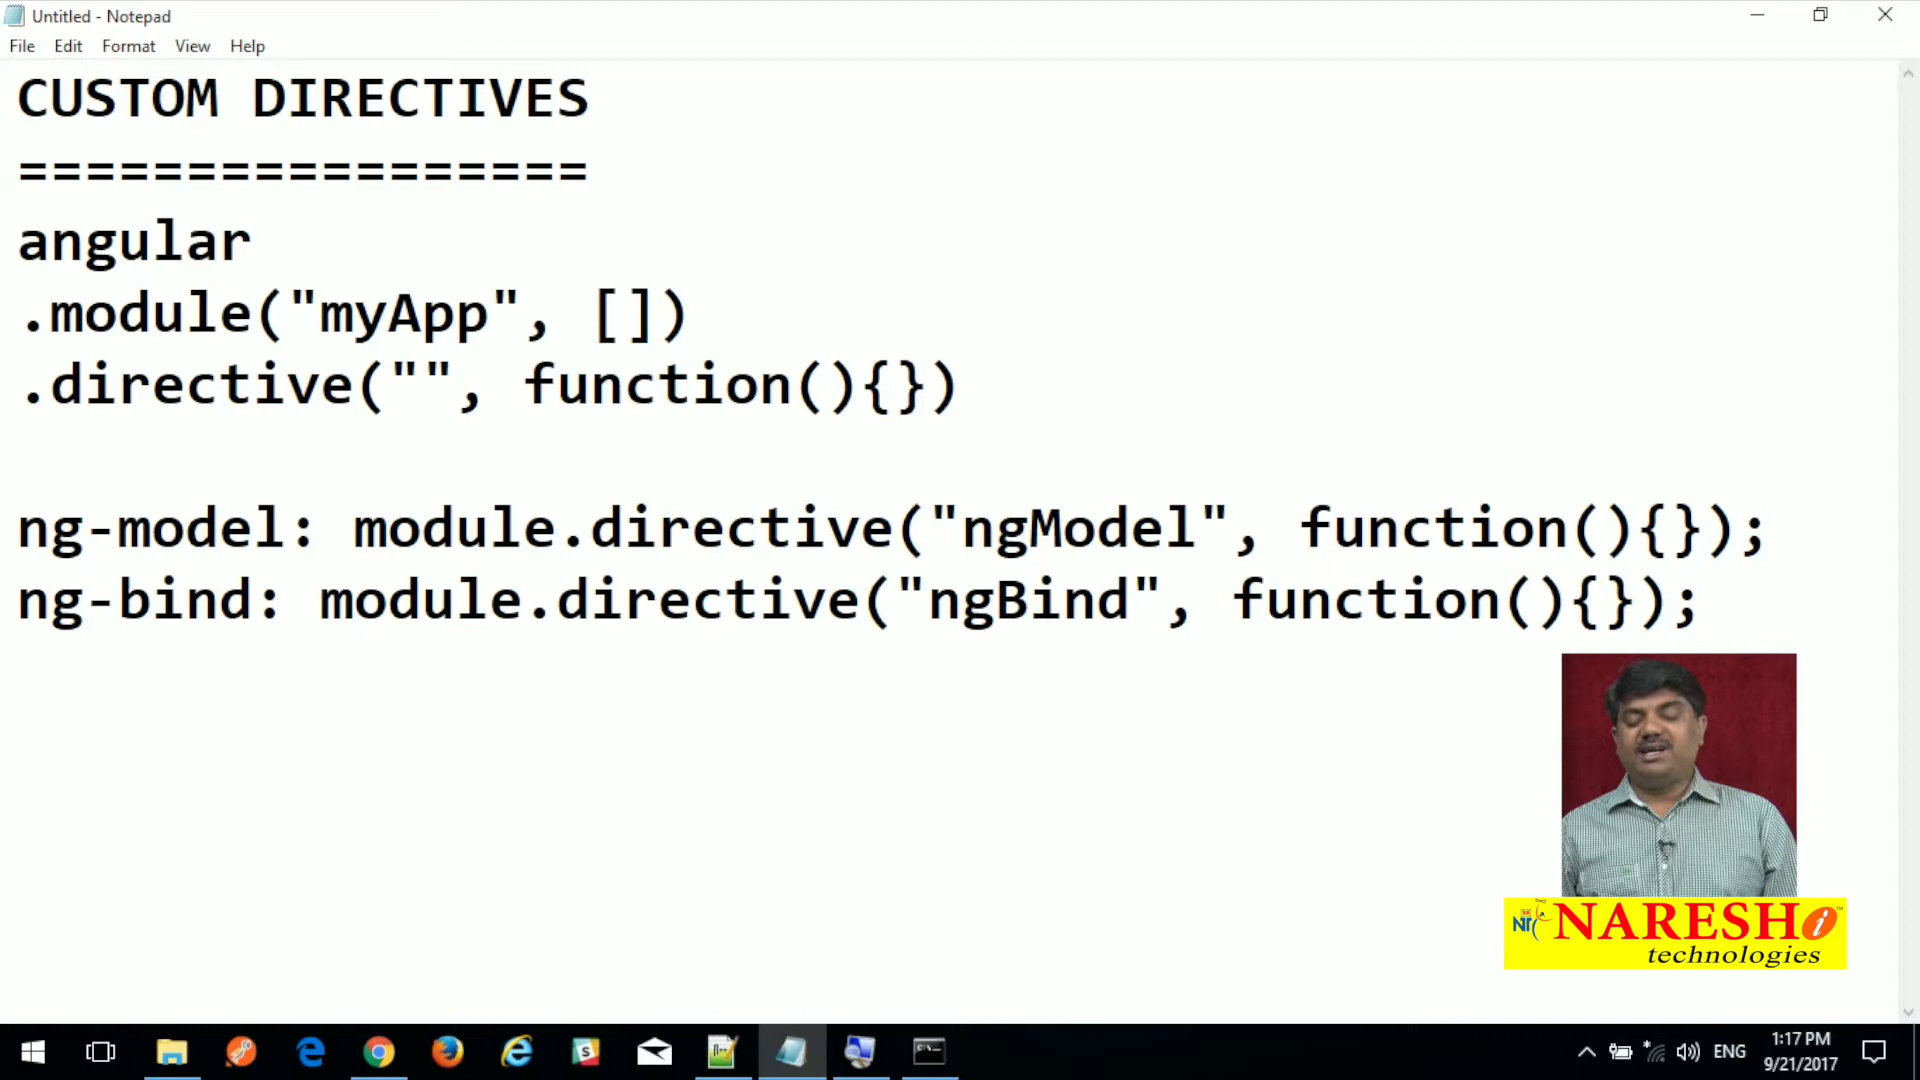 Untitled - Notepad
File Edit Format View Help
CUSTOM DIRECTIVES
=================
angular
.module("myApp", [])
.directive("", function(){})
ng-model: module.directive("ngModel", function(){});
ng-bind: module.directive("ngBind", function(){});
NARESH i ™
technologies
ENG
1:17 PM
9/21/2017